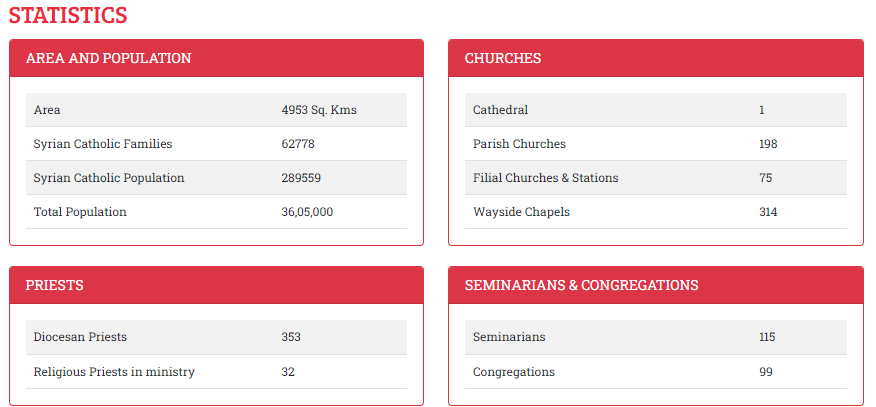 STATISTICS
AREA AND POPULATION
Area 4953 Sq. Kms
Syrian Catholic Families 62778
Syrian Catholic Population 289559
Total Population 36,05,000
CHURCHES
Cathedral 1
Parish Churches 198
Filial Churches & Stations 75
Wayside Chapels 314
PRIESTS
Diocesan Priests 353
Religious Priests in ministry 32
SEMINARIANS & CONGREGATIONS
Seminarians 115
Congregations 99